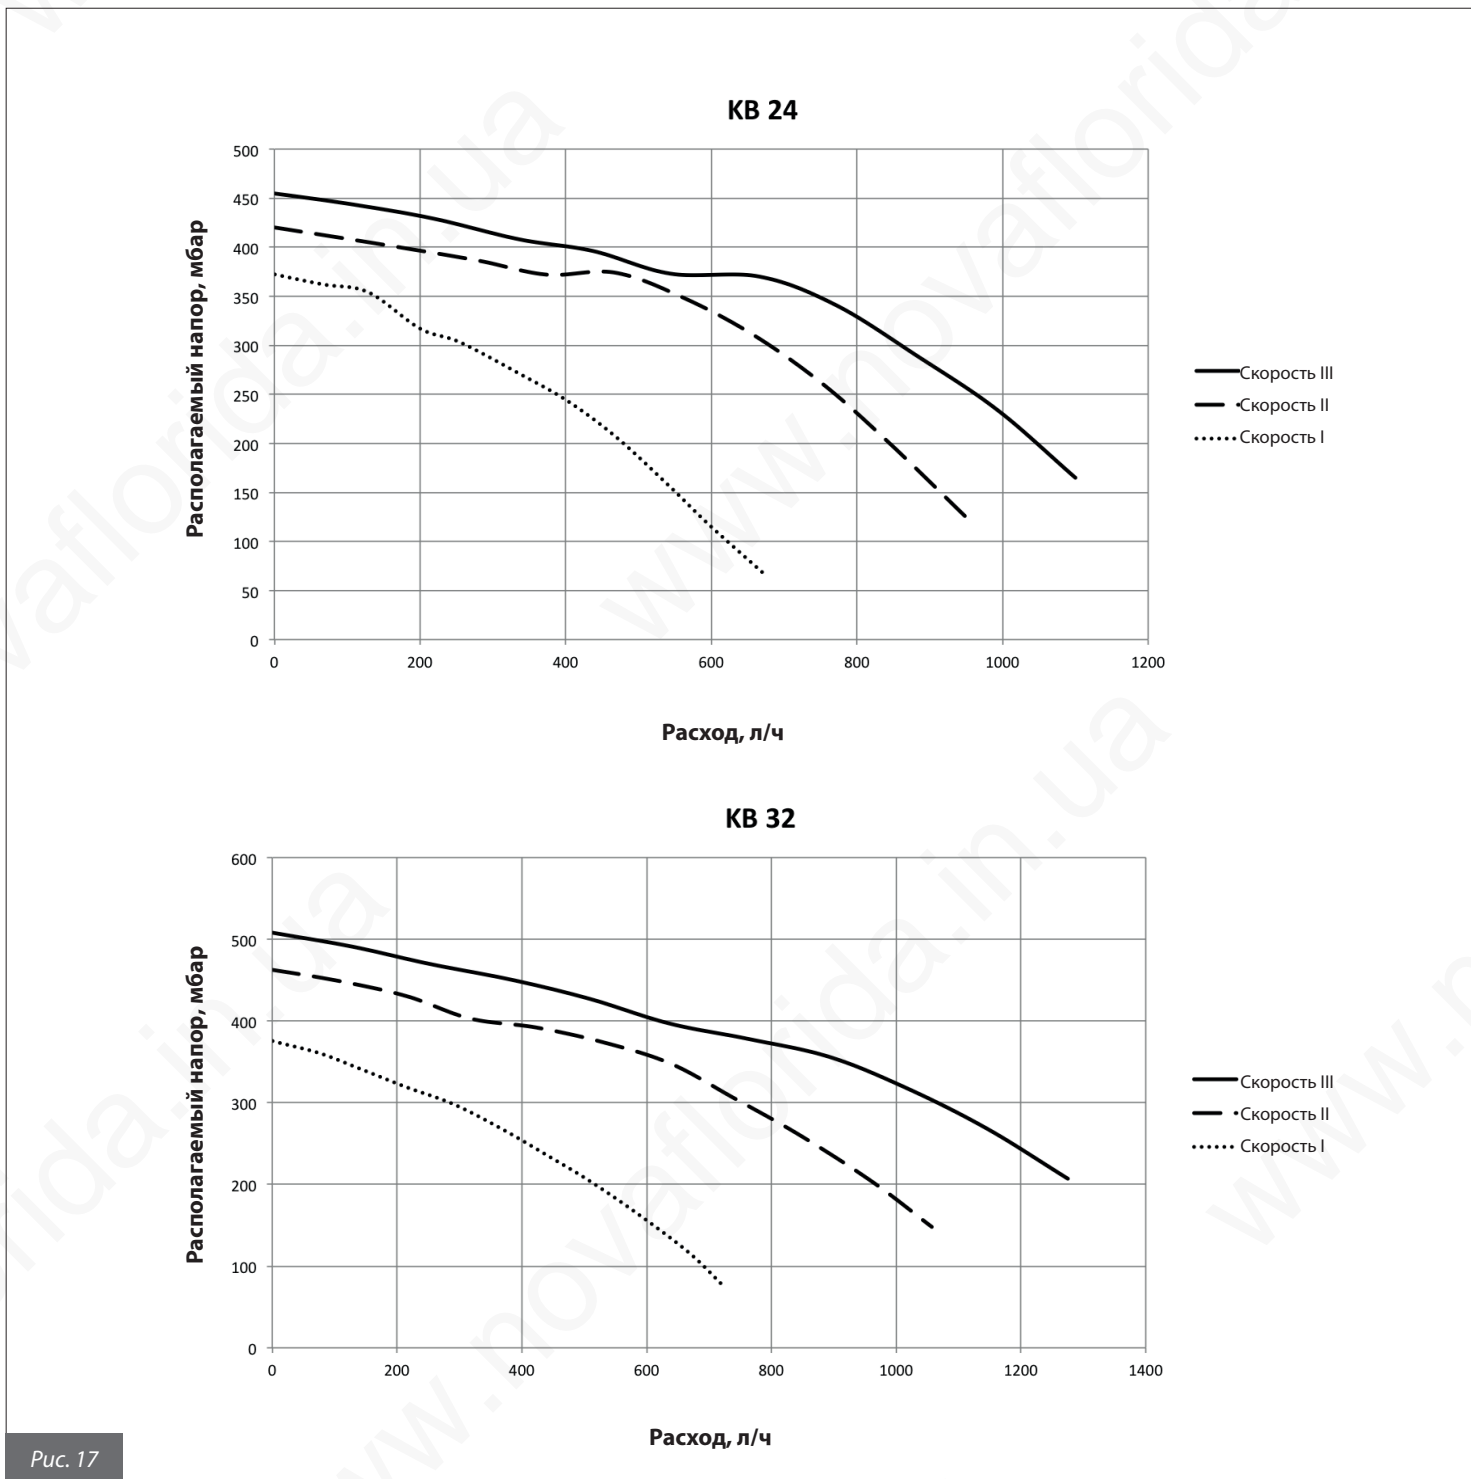 КВ 24
500
450
400
350
300
250
200
150
100
50
0
0 200 400 600 800 1000 1200
Располагаемый напор, мбар
Расход, л/ч
Скорость III
Скорость II
Скорость I
КВ 32
600
500
400
300
200
100
0
0 200 400 600 800 1000 1200 1400
Располагаемый напор, мбар
Расход, л/ч
Скорость III
Скорость II
Скорость I
Рис. 17
www.novaflorida.in.ua